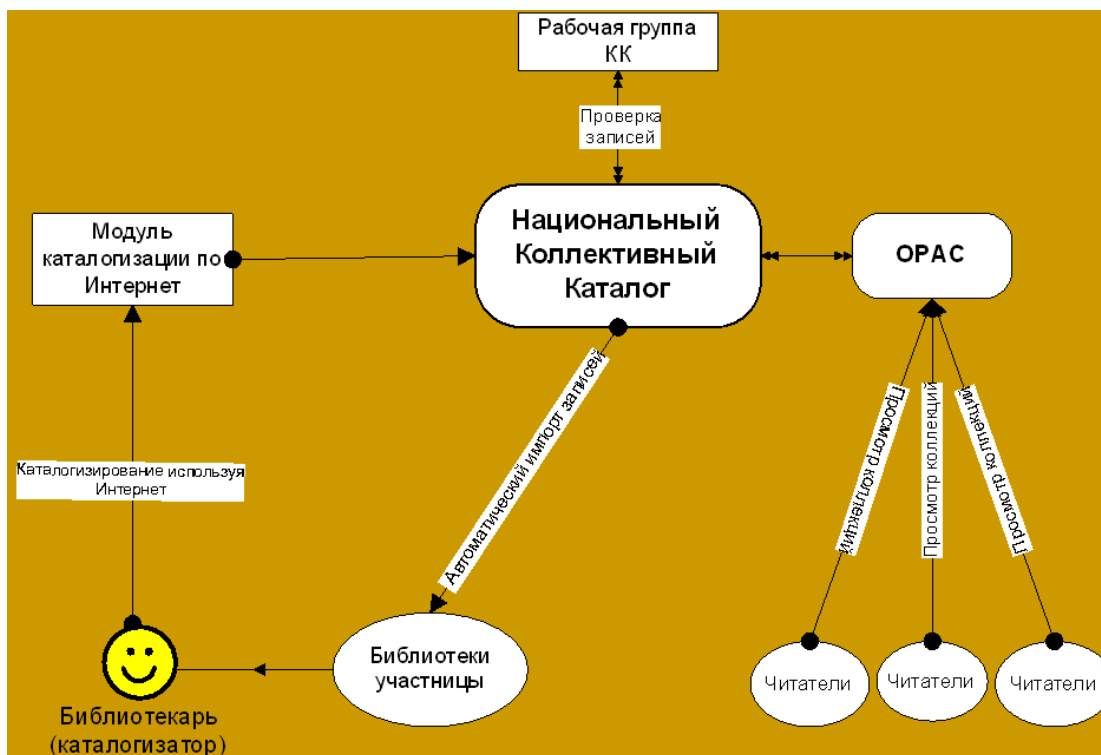 Рабочая группа
КК
Проверка
записей
Национальный
Коллективный
Каталог
Модуль
каталогизации по
Интернет
OPAC
Автоматический импорт записей
Просмотр коллекций
Просмотр коллекций
Просмотр коллекций
Каталогизирование используя
Интернет
Библиотеки
участницы
Читатели
Читатели
Читатели
Библиотекарь
(каталогизатор)